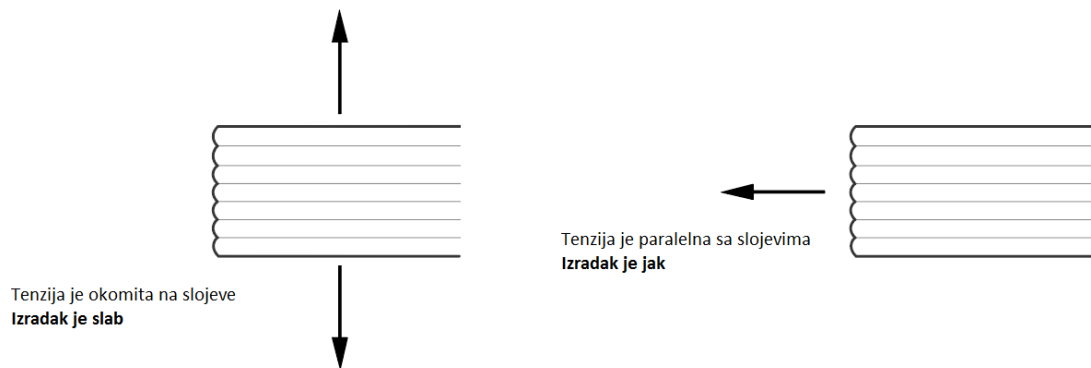 Tenzija je okomita na slojeve
Izradak je slab
Tenzija je paralelna sa slojevima
Izradak je jak